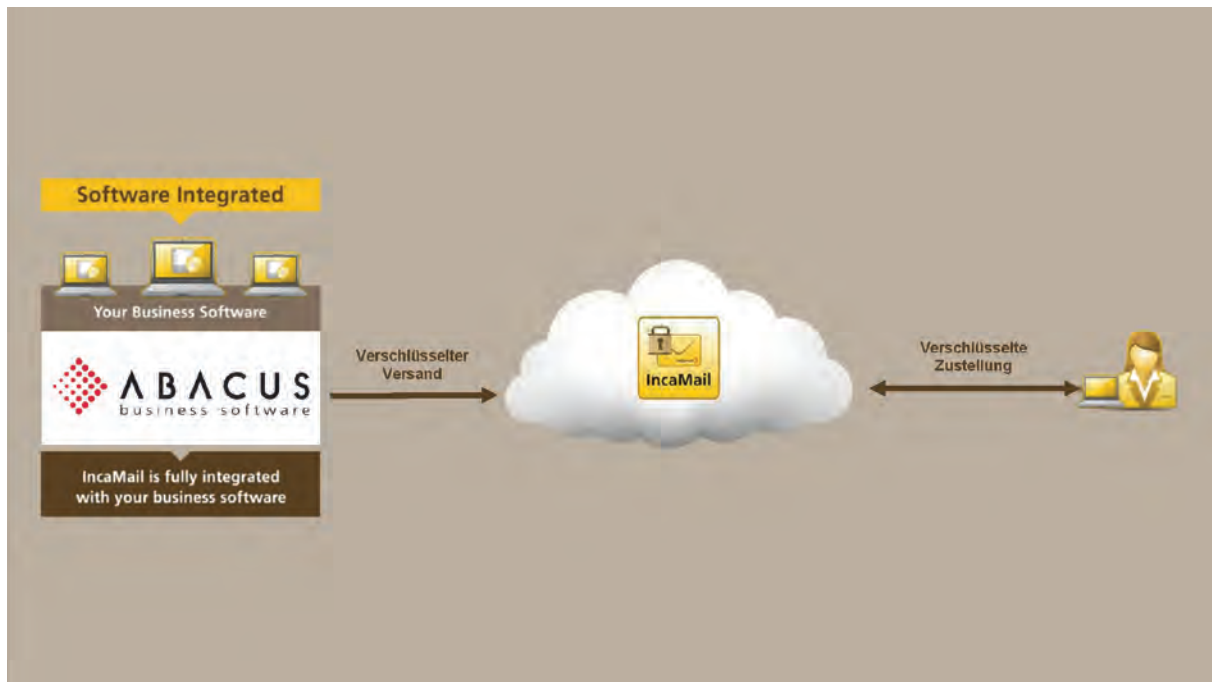 Software Integrated
Your Business Software
ABACUS
business software
IncaMail is fully integrated
with your business software
Verschlüsselter
Versand
IncaMail
Verschlüsselte
Zustellung